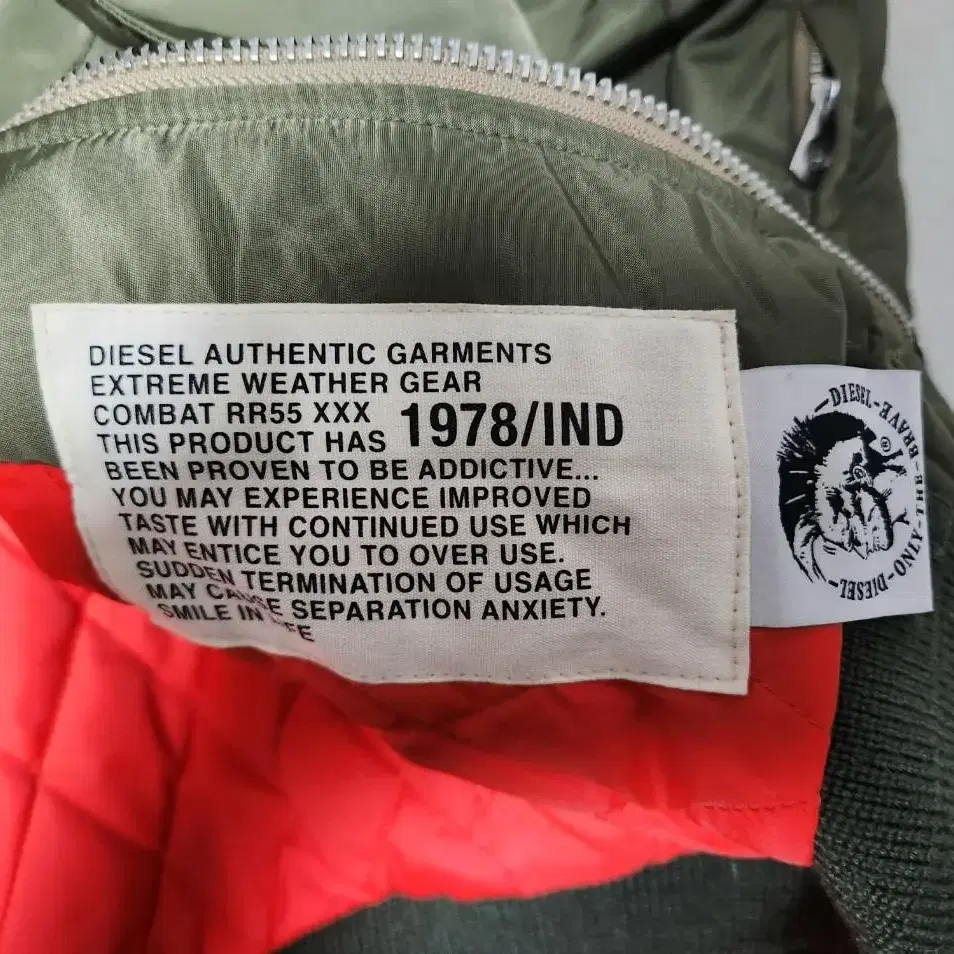 DIESEL AUTHENTIC GARMENTS
EXTREME WEATHER GEAR
COMBAT RR55 XXX
1978/IND
THIS PRODUCT HAS
BEEN PROVEN TO BE ADDICTIVE...
YOU MAY EXPERIENCE IMPROVED
TASTE WITH CONTINUED USE WHICH
MAY ENTICE YOU TO OVER USE.
SUDDEN TERMINATION OF USAGE
MAY CAUSE SEPARATION ANXIETY.
SMILE IN
DIESEL-ONLY-THE-BRAVE
-DIESEL-